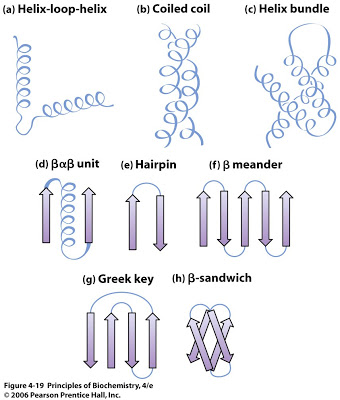 (a) Helix-loop-helix
(b) Coiled coil
(c) Helix bundle
(d) βαβ unit
(e) Hairpin
(f) β meander
(g) Greek key
(h) β-sandwich
Figure 4-19 Principles of Biochemistry, 4/e
© 2006 Pearson Prentice Hall, Inc.